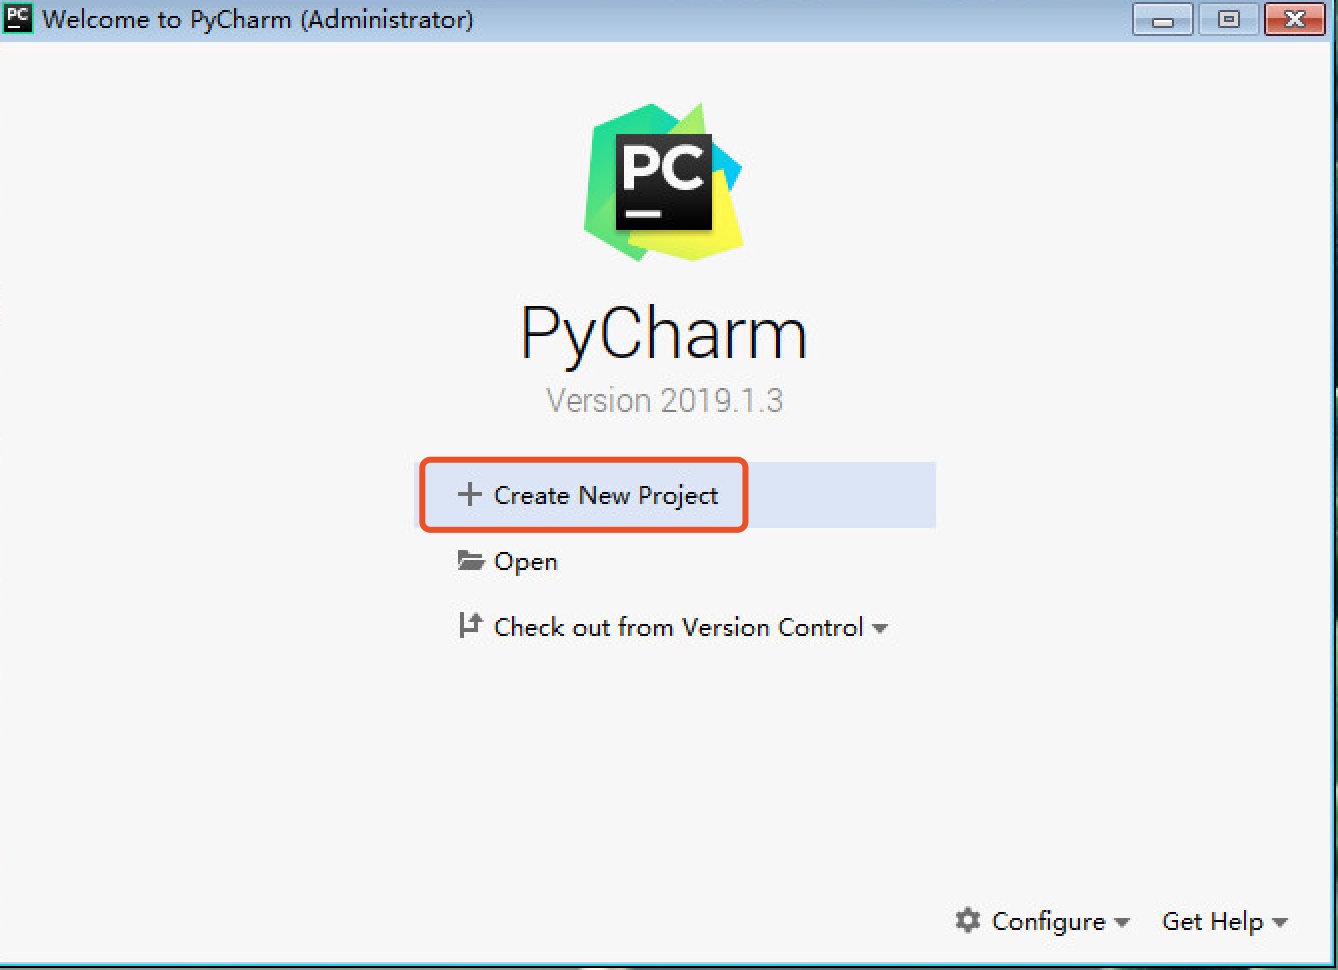 PC Welcome to PyCharm (Administrator)
PC
PyCharm
Version 2019.1.3
Create New Project
Open
Check out from Version Control
Configure Get Help